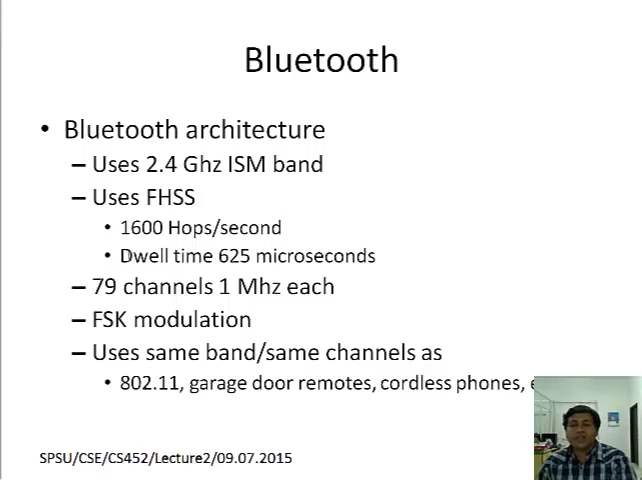 Bluetooth
• Bluetooth architecture
– Uses 2.4 Ghz ISM band
– Uses FHSS
• 1600 Hops/second
• Dwell time 625 microseconds
– 79 channels 1 Mhz each
– FSK modulation
– Uses same band/same channels as
• 802.11, garage door remotes, cordless phones,
SPSU/CSE/CS452/Lecture2/09.07.2015